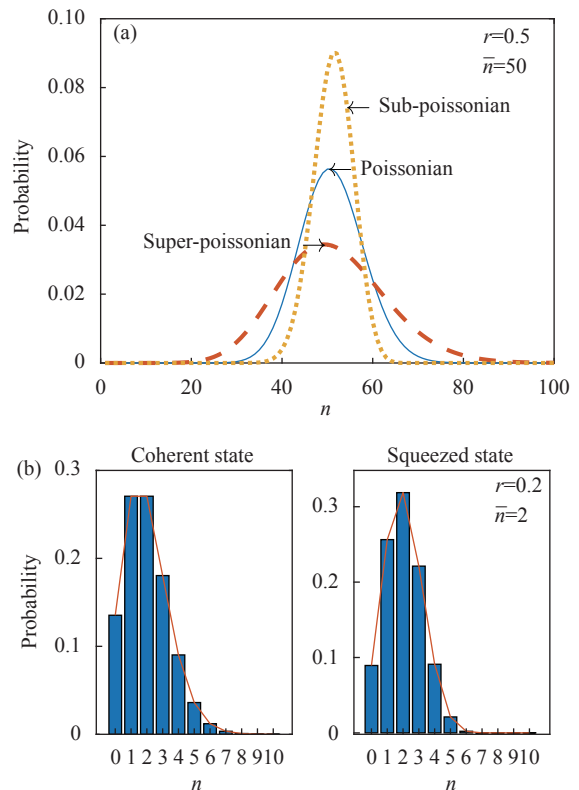 (a)
r=0.5
n̅=50
0.10
0.08
0.06
0.04
0.02
0
Probability
Sub-poissonian
Poissonian
Super-poissonian
0 20 40 60 80 100
n
(b)
Coherent state
0.3
0.2
0.1
0
Probability
0 1 2 3 4 5 6 7 8 910
n
Squeezed state
r=0.2
n̅=2
0.3
0.2
0.1
0
0 1 2 3 4 5 6 7 8 910
n